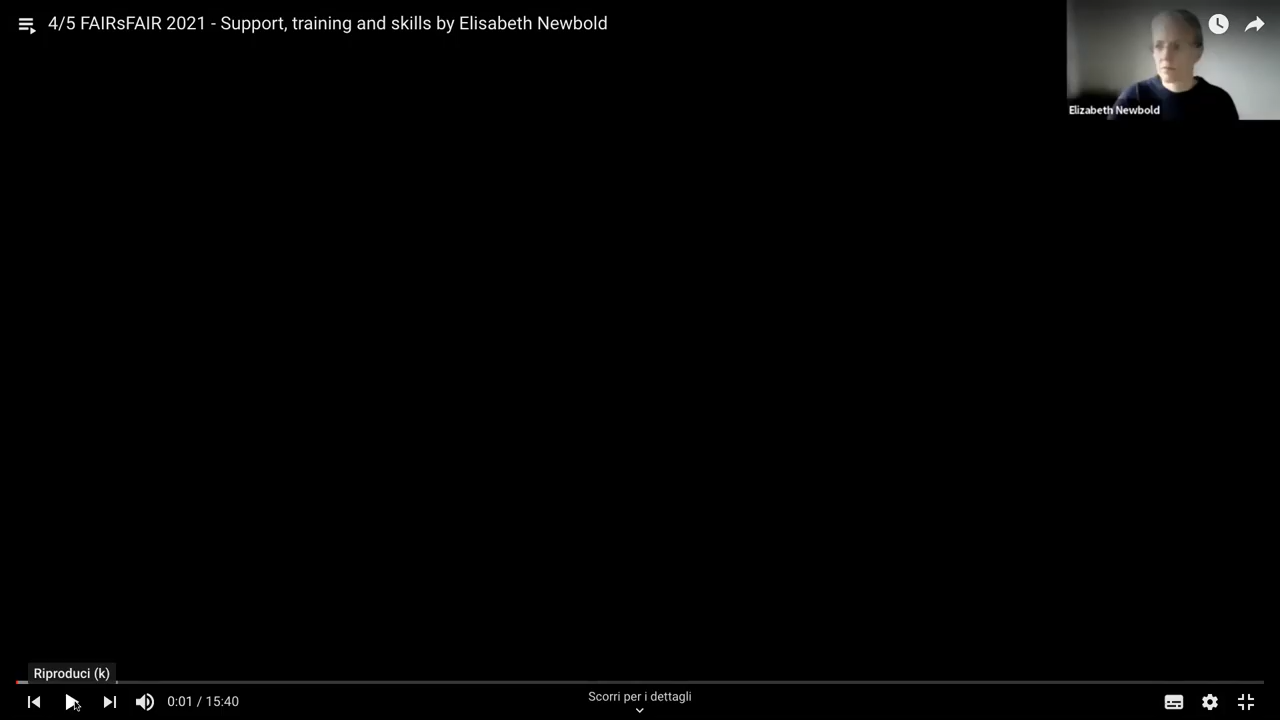 4/5 FAIRsFAIR 2021 - Support, training and skills by Elisabeth Newbold
Elizabeth Newbold
Riproduci (k)
0:01 / 15:40
Scorri per i dettagli